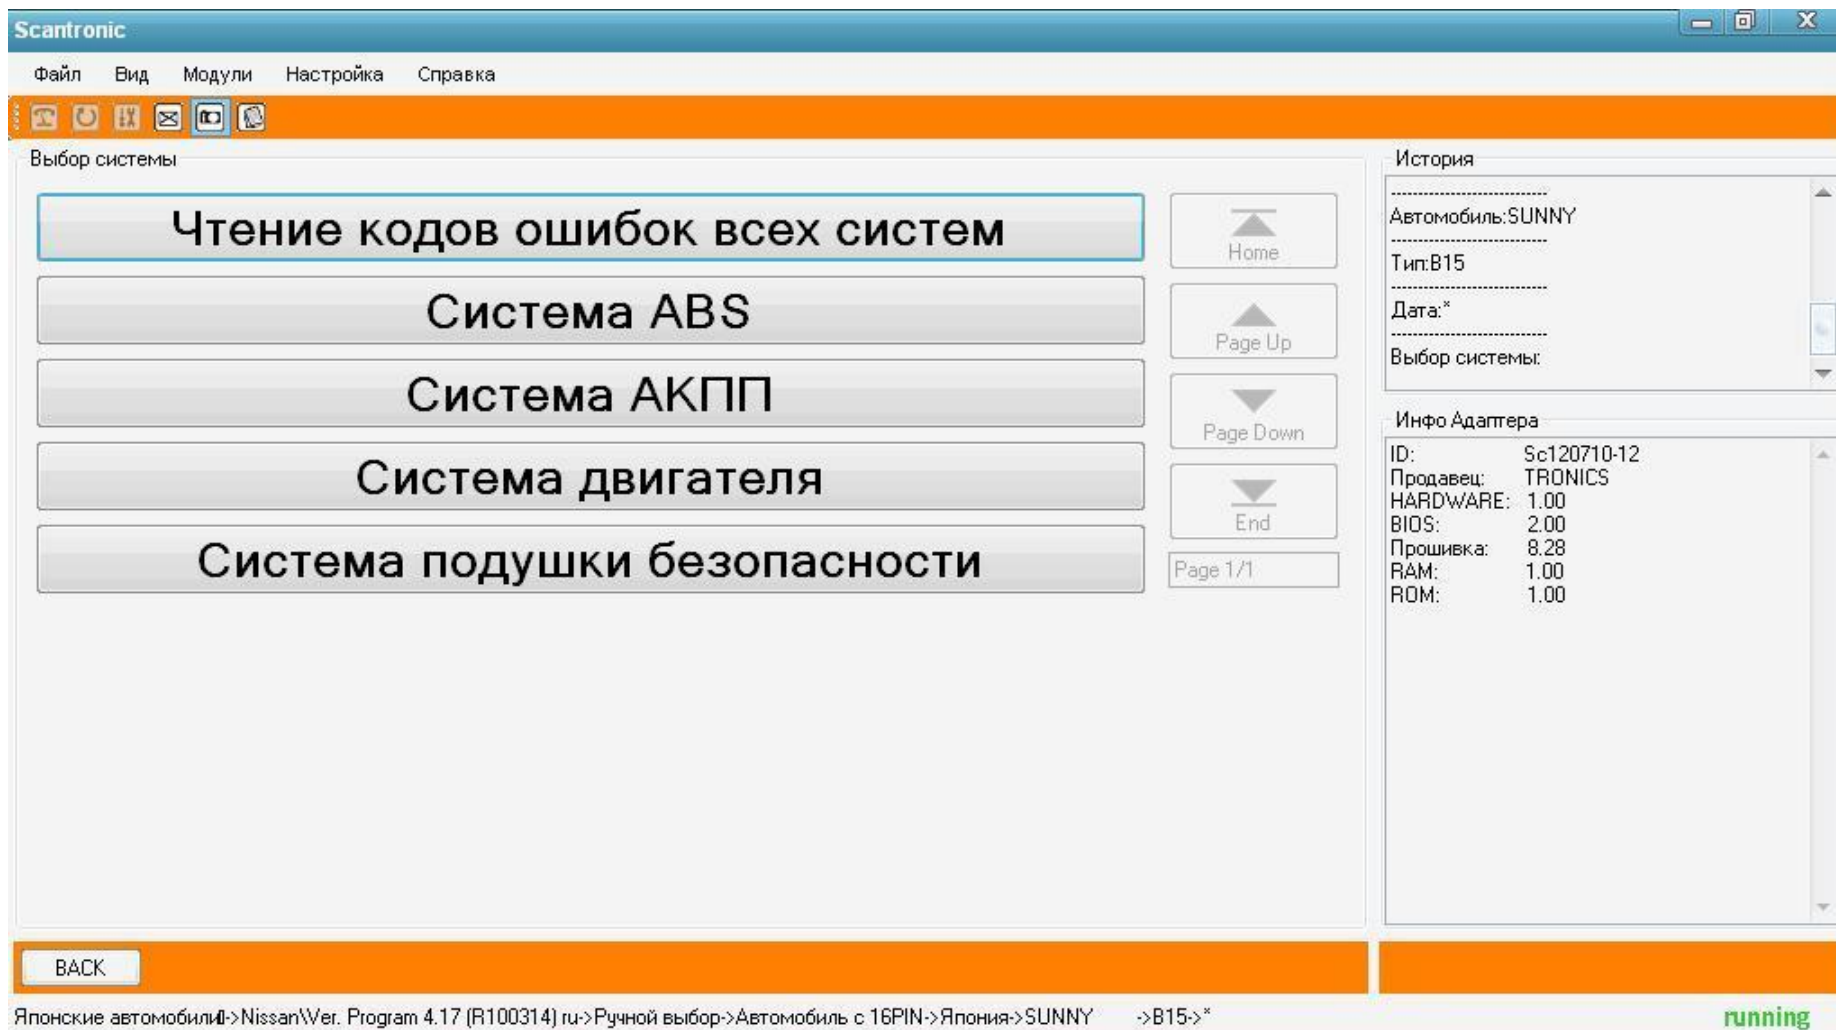 Scantronic
Файл Вид Модули Настройка Справка
Выбор системы
Чтение кодов ошибок всех систем
Система ABS
Система АКПП
Система двигателя
Система подушки безопасности
Home
Page Up
Page Down
End
Page 1/1
История
----------------------------
Автомобиль:SUNNY
----------------------------
Тип:B15
----------------------------
Дата:*
----------------------------
Выбор системы:
Инфо Адаптера
ID: Sc120710-12
Продавец: TRONICS
HARDWARE: 1.00
BIOS: 2.00
Прошивка: 8.28
RAM: 1.00
ROM: 1.00
BACK
Японские автомобили->Nissan\Ver. Program 4.17 (R100314) ru->Ручной выбор->Автомобиль с 16PIN->Япония->SUNNY ->B15->*
running